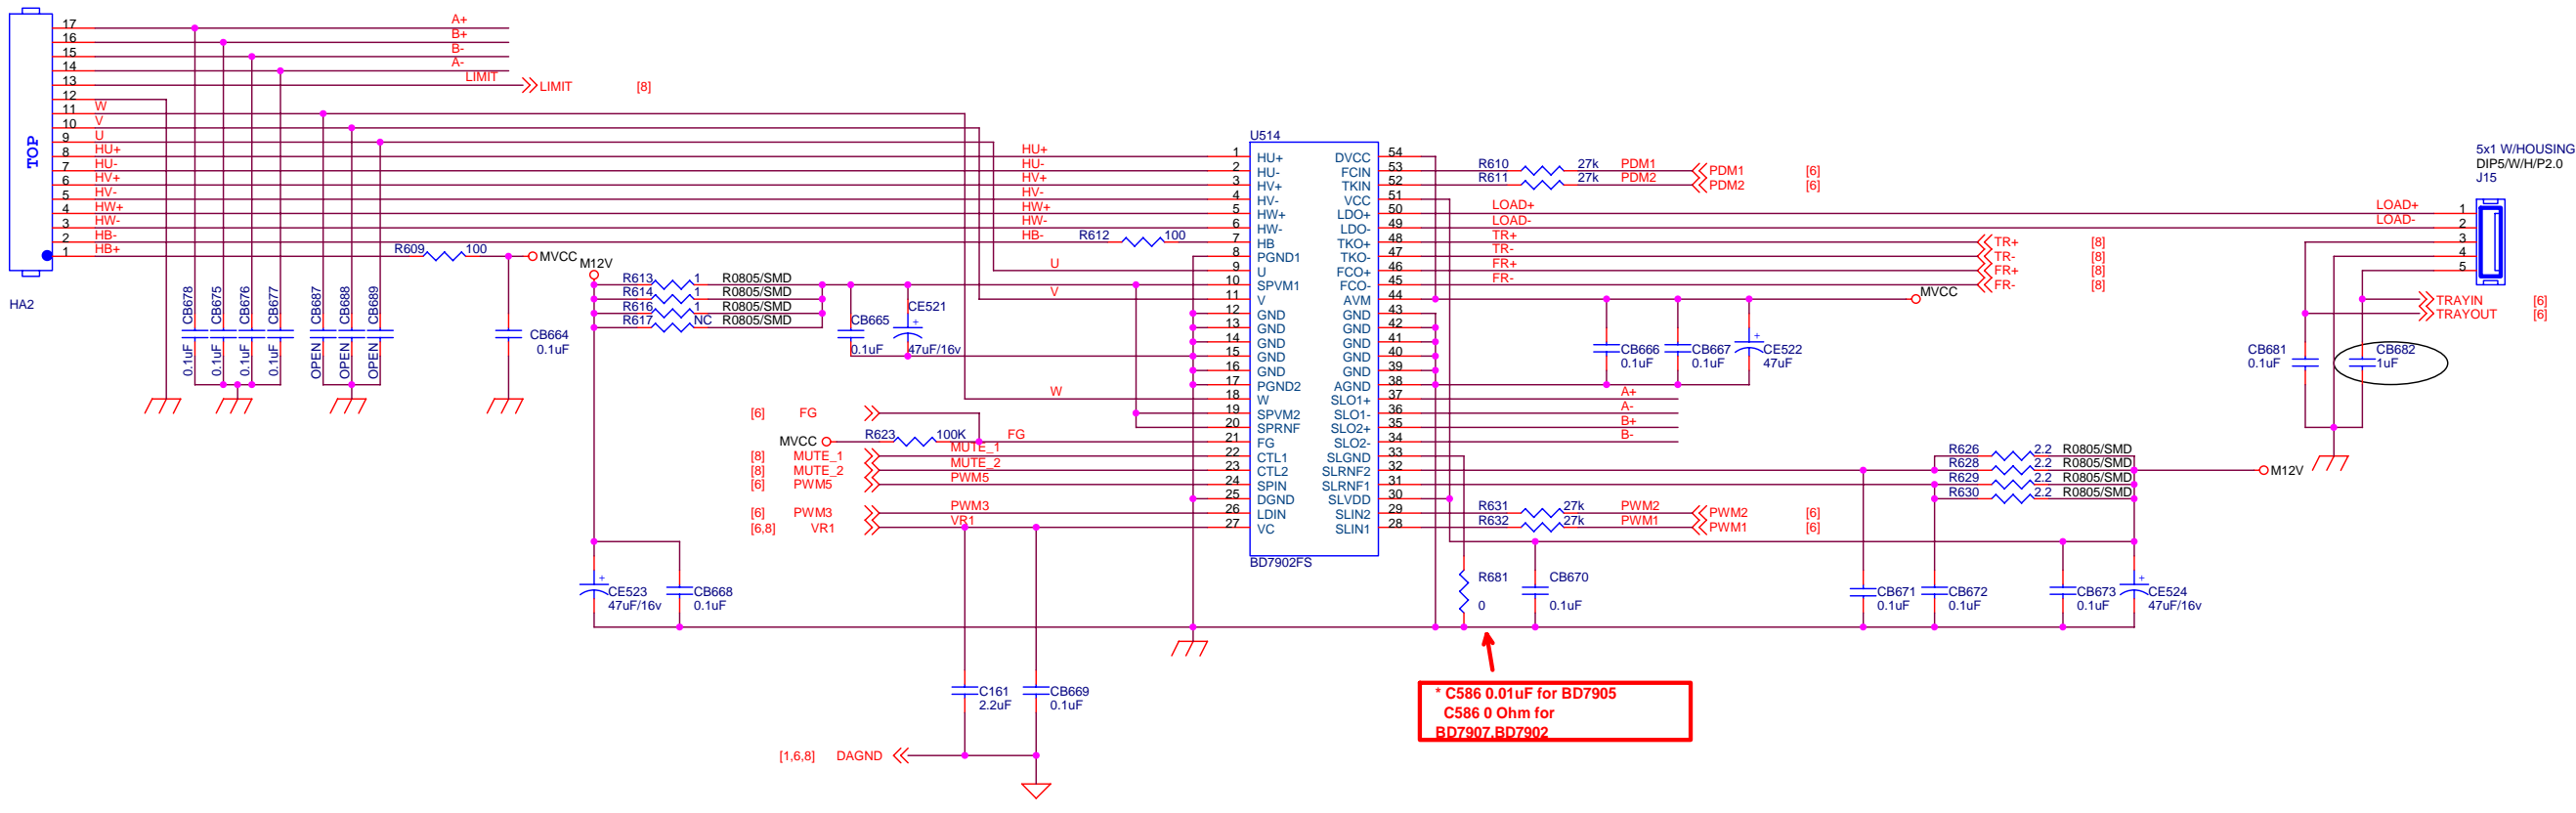 TOP
HA2
17 A+
16 B+
15 B-
14 A-
13 LIMIT
LIMIT [8]
12
11 W
10 V
9 U
8 HU+ HU+
7 HU- HU-
6 HV+ HV+
5 HV- HV-
4 HW+ HW+
3 HW- HW-
2 HB- HB- R612 100
1 HB+ R609 100 MVCC
CB678 0.1uF
CB675 0.1uF
CB676 0.1uF
CB677 0.1uF
CB687 OPEN
CB688 OPEN
CB689 OPEN
CB664
0.1uF
M12V
R613 1 R0805/SMD
R614 1 R0805/SMD
R616 1 R0805/SMD
R617 NC R0805/SMD
CB665
0.1uF
CE521
+
47uF/16v
U
V
W
[6] FG
MVCC R623 100K FG
[8] MUTE_1 MUTE_1
[8] MUTE_2 MUTE_2
[6] PWM5 PWM5
[6] PWM3 PWM3
[6,8] VR1 VR1
+
CE523
47uF/16v
CB668
0.1uF
C161
2.2uF
CB669
0.1uF
[1,6,8] DAGND
U514
1 HU+ DVCC 54
2 HU- FCIN 53
3 HV+ TKIN 52
4 HV- VCC 51
5 HW+ LDO+ 50
6 HW- LDO- 49
7 HB TKO+ 48
8 PGND1 TKO- 47
9 U FCO+ 46
10 SPVM1 FCO- 45
11 V AVM 44
12 GND GND 43
13 GND GND 42
14 GND GND 41
15 GND GND 40
16 GND GND 39
17 PGND2 AGND 38
18 W SLO1+ 37
19 SPVM2 SLO1- 36
20 SPRNF SLO2+ 35
21 FG SLO2- 34
22 CTL1 SLGND 33
23 CTL2 SLRNF2 32
24 SPIN SLRNF1 31
25 DGND SLVDD 30
26 LDIN SLIN2 29
27 VC SLIN1 28
BD7902FS
R610 27k PDM1 PDM1 [6]
R611 27k PDM2 PDM2 [6]
LOAD+ LOAD+
LOAD- LOAD-
TR+ TR+ [8]
TR- TR- [8]
FR+ FR+ [8]
FR- FR- [8]
MVCC
CB666
0.1uF
CB667
0.1uF
+
CE522
47uF
A+
A-
B+
B-
R626 2.2 R0805/SMD
R628 2.2 R0805/SMD
R629 2.2 R0805/SMD
R630 2.2 R0805/SMD
M12V
R631 27k PWM2 PWM2 [6]
R632 27k PWM1 PWM1 [6]
R681
0
CB670
0.1uF
CB671
0.1uF
CB672
0.1uF
CB673
0.1uF
+
CE524
47uF/16v
* C586 0.01uF for BD7905
C586 0 Ohm for
BD7907,BD7902
5x1 W/HOUSING
DIP5/W/H/P2.0
J15
1
2
3
4
5
TRAYIN [6]
TRAYOUT [6]
CB681
0.1uF
CB682
1uF